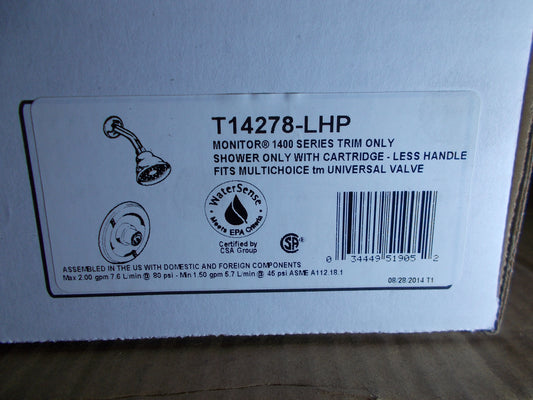 T14278-LHP
MONITOR® 1400 SERIES TRIM ONLY
SHOWER ONLY WITH CARTRIDGE - LESS HANDLE
FITS MULTICHOICE tm UNIVERSAL VALVE
WaterSense
Meets EPA Criteria
Certified by
CSA Group
SA
0 34449 51905 2
ASSEMBLED IN THE US WITH DOMESTIC AND FOREIGN COMPONENTS
Max 2.00 gpm 7.6 L/min @ 80 psi - Min 1.50 gpm 5.7 L/min @ 45 psi ASME A112.18.1
08/28/2014 T1